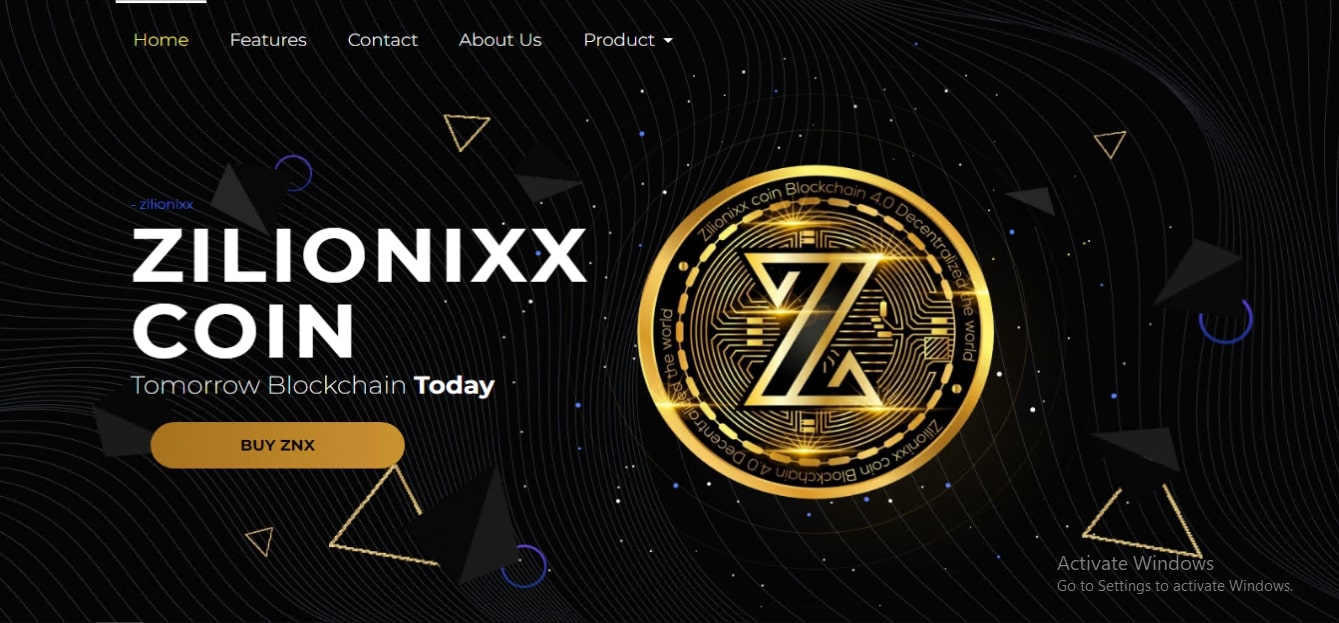 Home Features Contact About Us Product
- zilionixx
ZILIONIXX
COIN
Tomorrow Blockchain Today
BUY ZNX
Zilionixx coin Blockchain 4.0 Decentralized the world
Zilionixx coin Blockchain 4.0 Decentralised the world
Activate Windows
Go to Settings to activate Windows.